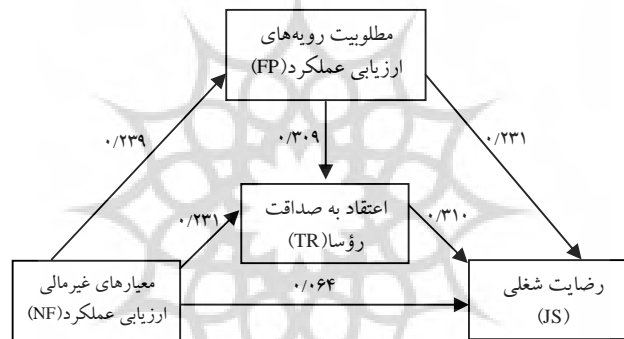 مطلوبیت رویه‌های
ارزیابی عملکرد(FP)
۰/۲۳۹
۰/۳۰۹
۰/۲۳۱
اعتقاد به صداقت
رؤسا(TR)
۰/۲۳۱
۰/۳۱۰
معیارهای غیرمالی
ارزیابی عملکرد(NF)
۰/۰۶۴
رضایت شغلی
(JS)